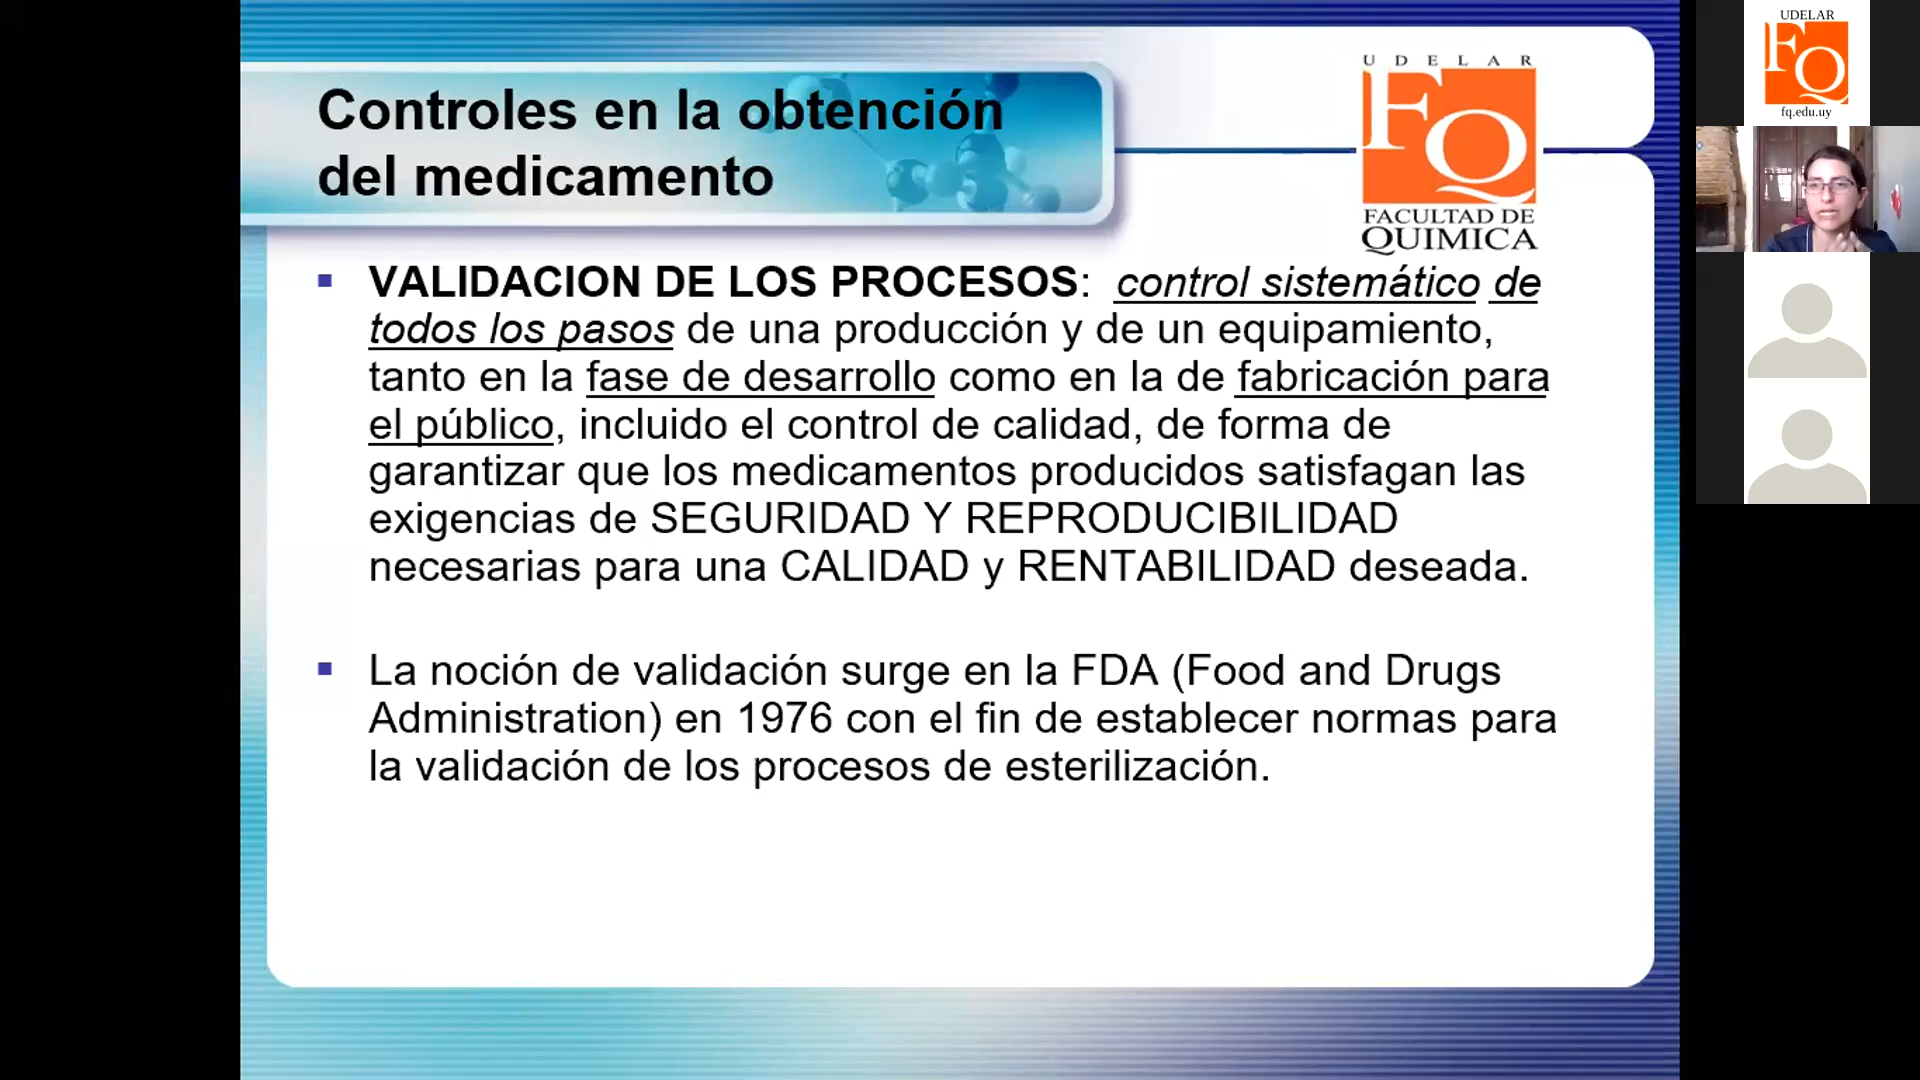 Controles en la obtención
del medicamento
UDELAR
FQ
FACULTAD DE
QUIMICA
VALIDACION DE LOS PROCESOS: control sistemático de
todos los pasos de una producción y de un equipamiento,
tanto en la fase de desarrollo como en la de fabricación para
el público, incluido el control de calidad, de forma de
garantizar que los medicamentos producidos satisfagan las
exigencias de SEGURIDAD Y REPRODUCIBILIDAD
necesarias para una CALIDAD y RENTABILIDAD deseada.
La noción de validación surge en la FDA (Food and Drugs
Administration) en 1976 con el fin de establecer normas para
la validación de los procesos de esterilización.
UDELAR
FQ
fq.edu.uy